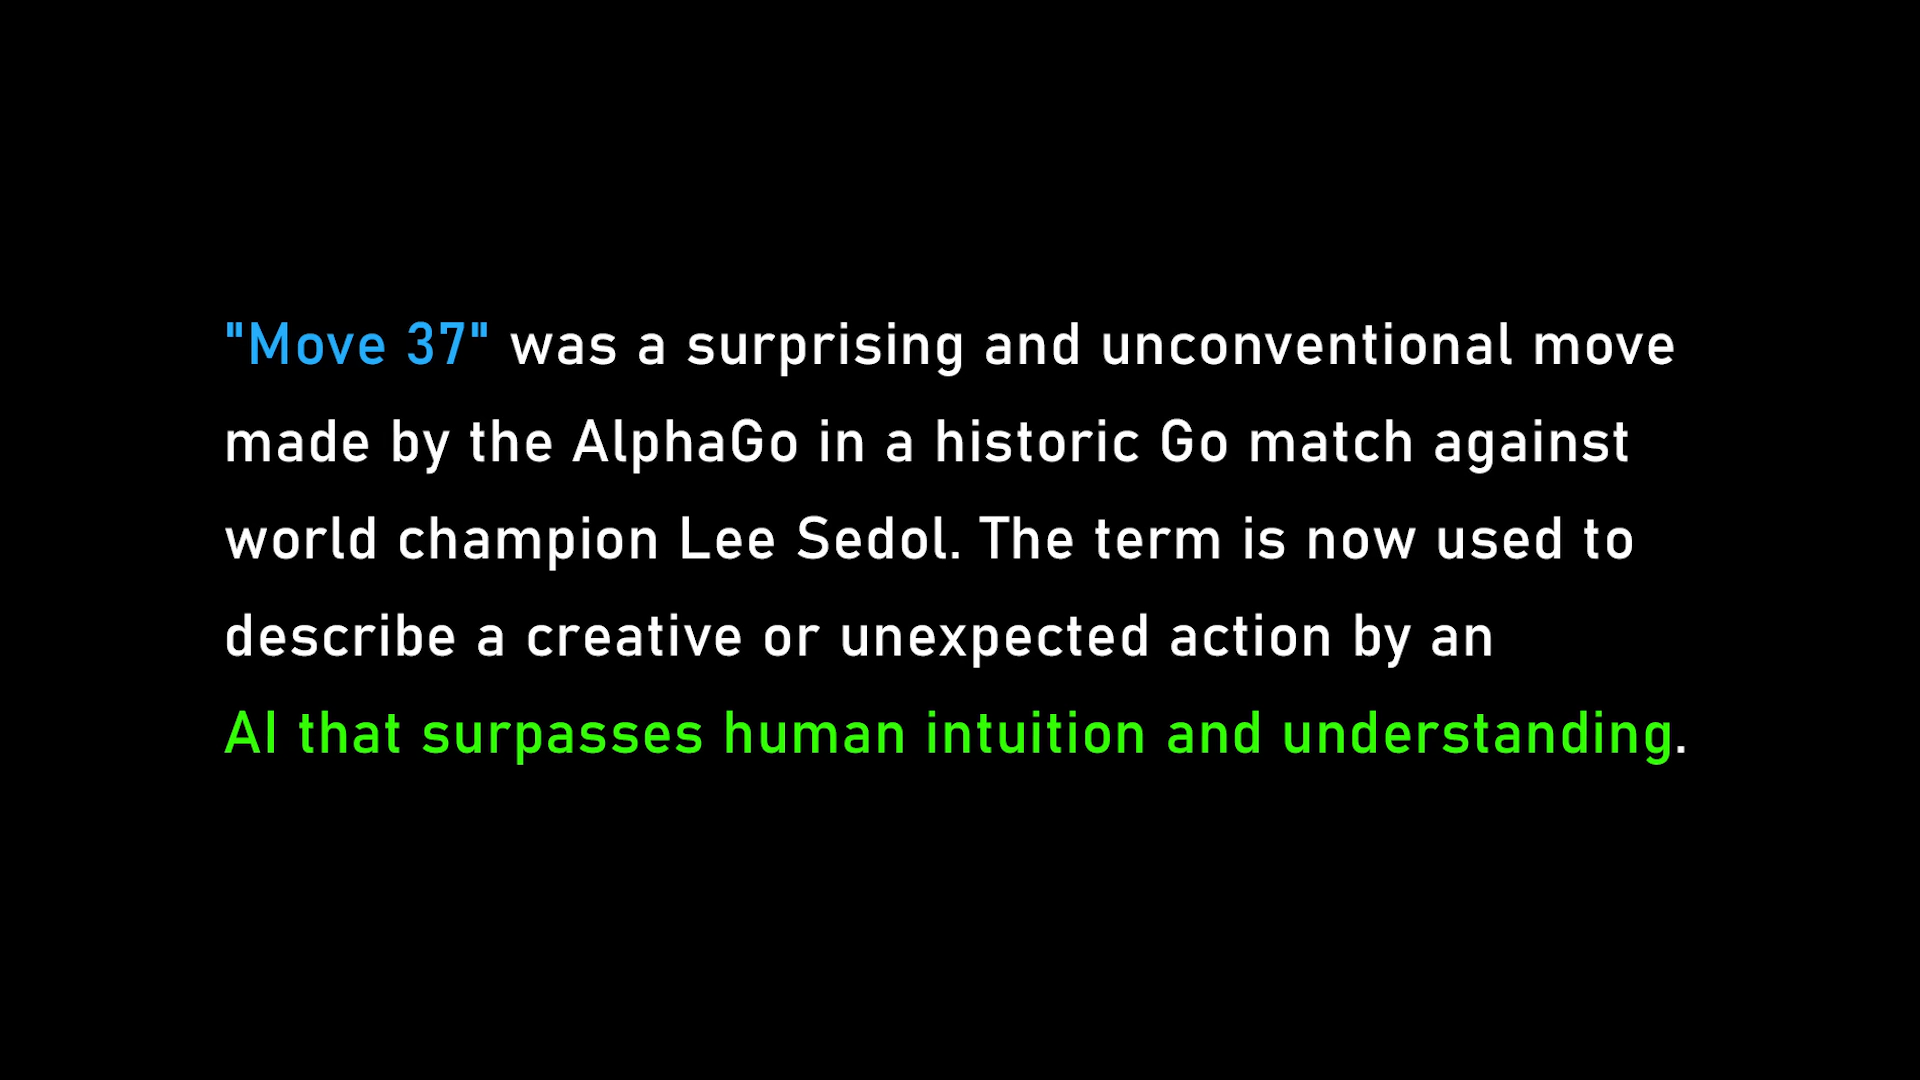 "Move 37" was a surprising and unconventional move
made by the AlphaGo in a historic Go match against
world champion Lee Sedol. The term is now used to
describe a creative or unexpected action by an
AI that surpasses human intuition and understanding.